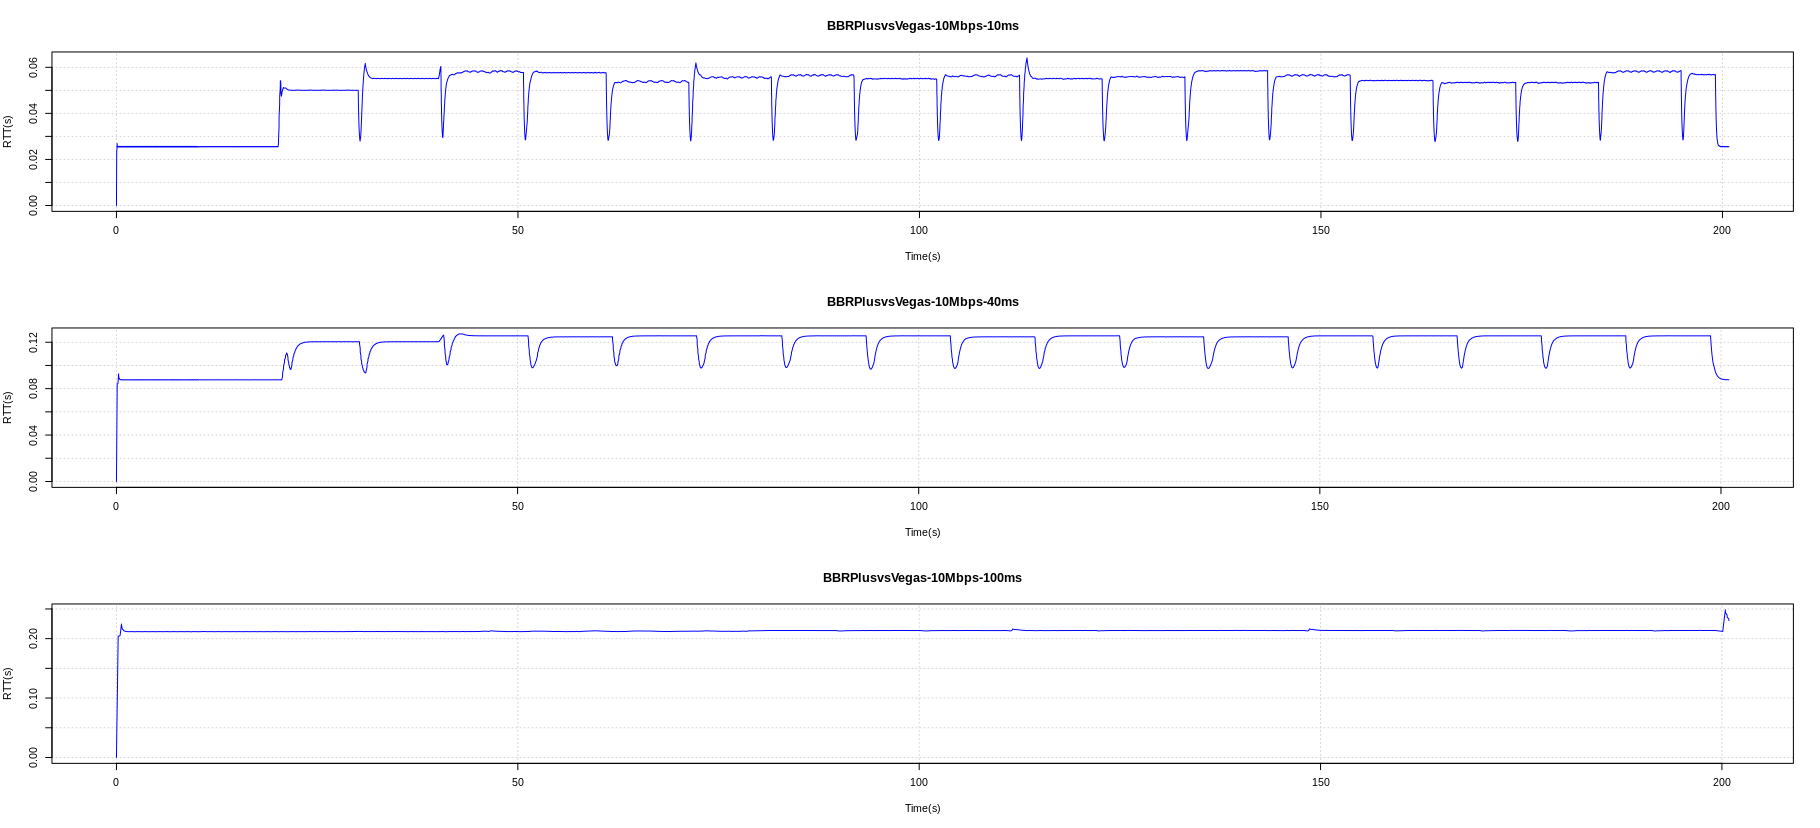 BBRPlusvsVegas-10Mbps-10ms
RTT(s)
0.06
0.04
0.02
0.00
0 50 100 150 200
Time(s)
BBRPlusvsVegas-10Mbps-40ms
RTT(s)
0.12
0.08
0.04
0.00
0 50 100 150 200
Time(s)
BBRPlusvsVegas-10Mbps-100ms
RTT(s)
0.20
0.10
0.00
0 50 100 150 200
Time(s)